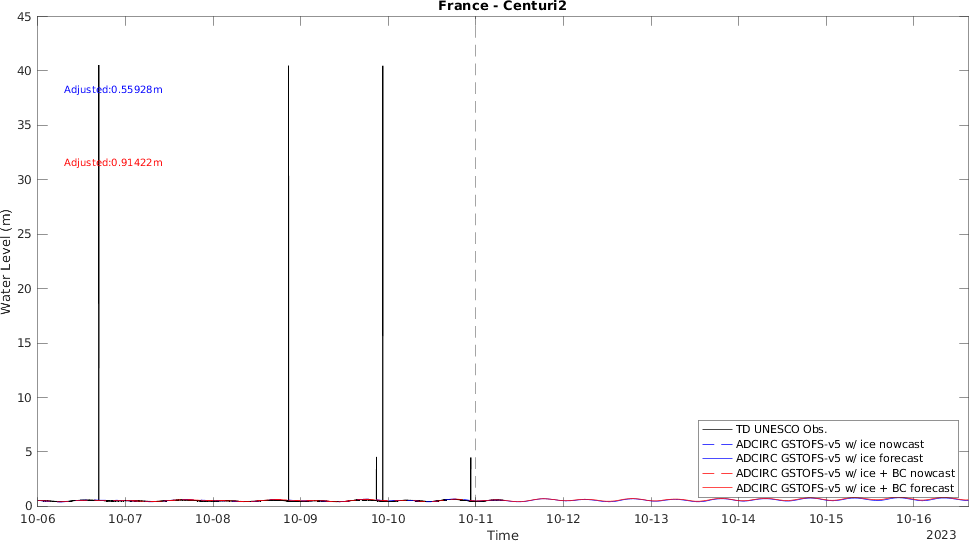 France - Centuri2
45
40
35
30
25
20
15
10
5
0
Water Level (m)
Adjusted:0.55928m
Adjusted:0.91422m
TD UNESCO Obs.
ADCIRC GSTOFS-v5 w/ ice nowcast
ADCIRC GSTOFS-v5 w/ ice forecast
ADCIRC GSTOFS-v5 w/ ice + BC nowcast
ADCIRC GSTOFS-v5 w/ ice + BC forecast
10-06 10-07 10-08 10-09 10-10 10-11 10-12 10-13 10-14 10-15 10-16
Time
2023